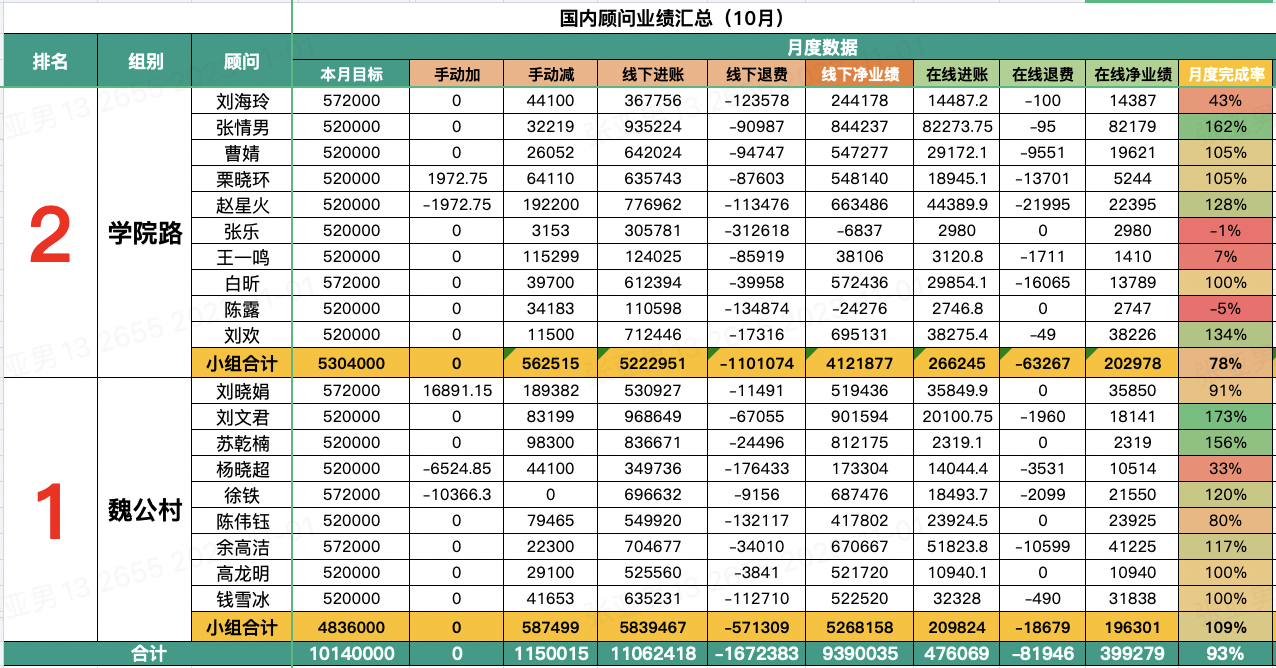 国内顾问业绩汇总（10月）
排名 组别 顾问 月度数据
本月目标 手动加 手动减 线下进账 线下退费 线下净业绩 在线进账 在线退费 在线净业绩 月度完成率
2 学院路
刘海玲 572000 0 44100 367756 -123578 244178 14487.2 -100 14387 43%
张情男 520000 0 32219 935224 -90987 844237 82273.75 -95 82179 162%
曹婧 520000 0 26052 642024 -94747 547277 29172.1 -9551 19621 105%
栗晓环 520000 1972.75 64110 635743 -87603 548140 18945.1 -13701 5244 105%
赵星火 520000 -1972.75 192200 776962 -113476 663486 44389.9 -21995 22395 128%
张乐 520000 0 3153 305781 -312618 -6837 2980 0 2980 -1%
王一鸣 520000 0 115299 124025 -85919 38106 3120.8 -1711 1410 7%
白昕 572000 0 39700 612394 -39958 572436 29854.1 -16065 13789 100%
陈露 520000 0 34183 110598 -134874 -24276 2746.8 0 2747 -5%
刘欢 520000 0 11500 712446 -17316 695131 38275.4 -49 38226 134%
小组合计 5304000 0 562515 5222951 -1101074 4121877 266245 -63267 202978 78%
1 魏公村
刘晓娟 572000 16891.15 189382 530927 -11491 519436 35849.9 0 35850 91%
刘文君 520000 0 83199 968649 -67055 901594 20100.75 -1960 18141 173%
苏乾楠 520000 0 98300 836671 -24496 812175 2319.1 0 2319 156%
杨晓超 520000 -6524.85 44100 349736 -176433 173304 14044.4 -3531 10514 33%
徐铁 572000 -10366.3 0 696632 -9156 687476 18493.7 -2099 21550 120%
陈伟钰 520000 0 79465 549920 -132117 417802 23924.5 0 23925 80%
余高洁 572000 0 22300 704677 -34010 670667 51823.8 -10599 41225 117%
高龙明 520000 0 29100 525560 -3841 521720 10940.1 0 10940 100%
钱雪冰 520000 0 41653 635231 -112710 522520 32328 -490 31838 100%
小组合计 4836000 0 587499 5839467 -571309 5268158 209824 -18679 196301 109%
合计 10140000 0 1150015 11062418 -1672383 9390035 476069 -81946 399279 93%